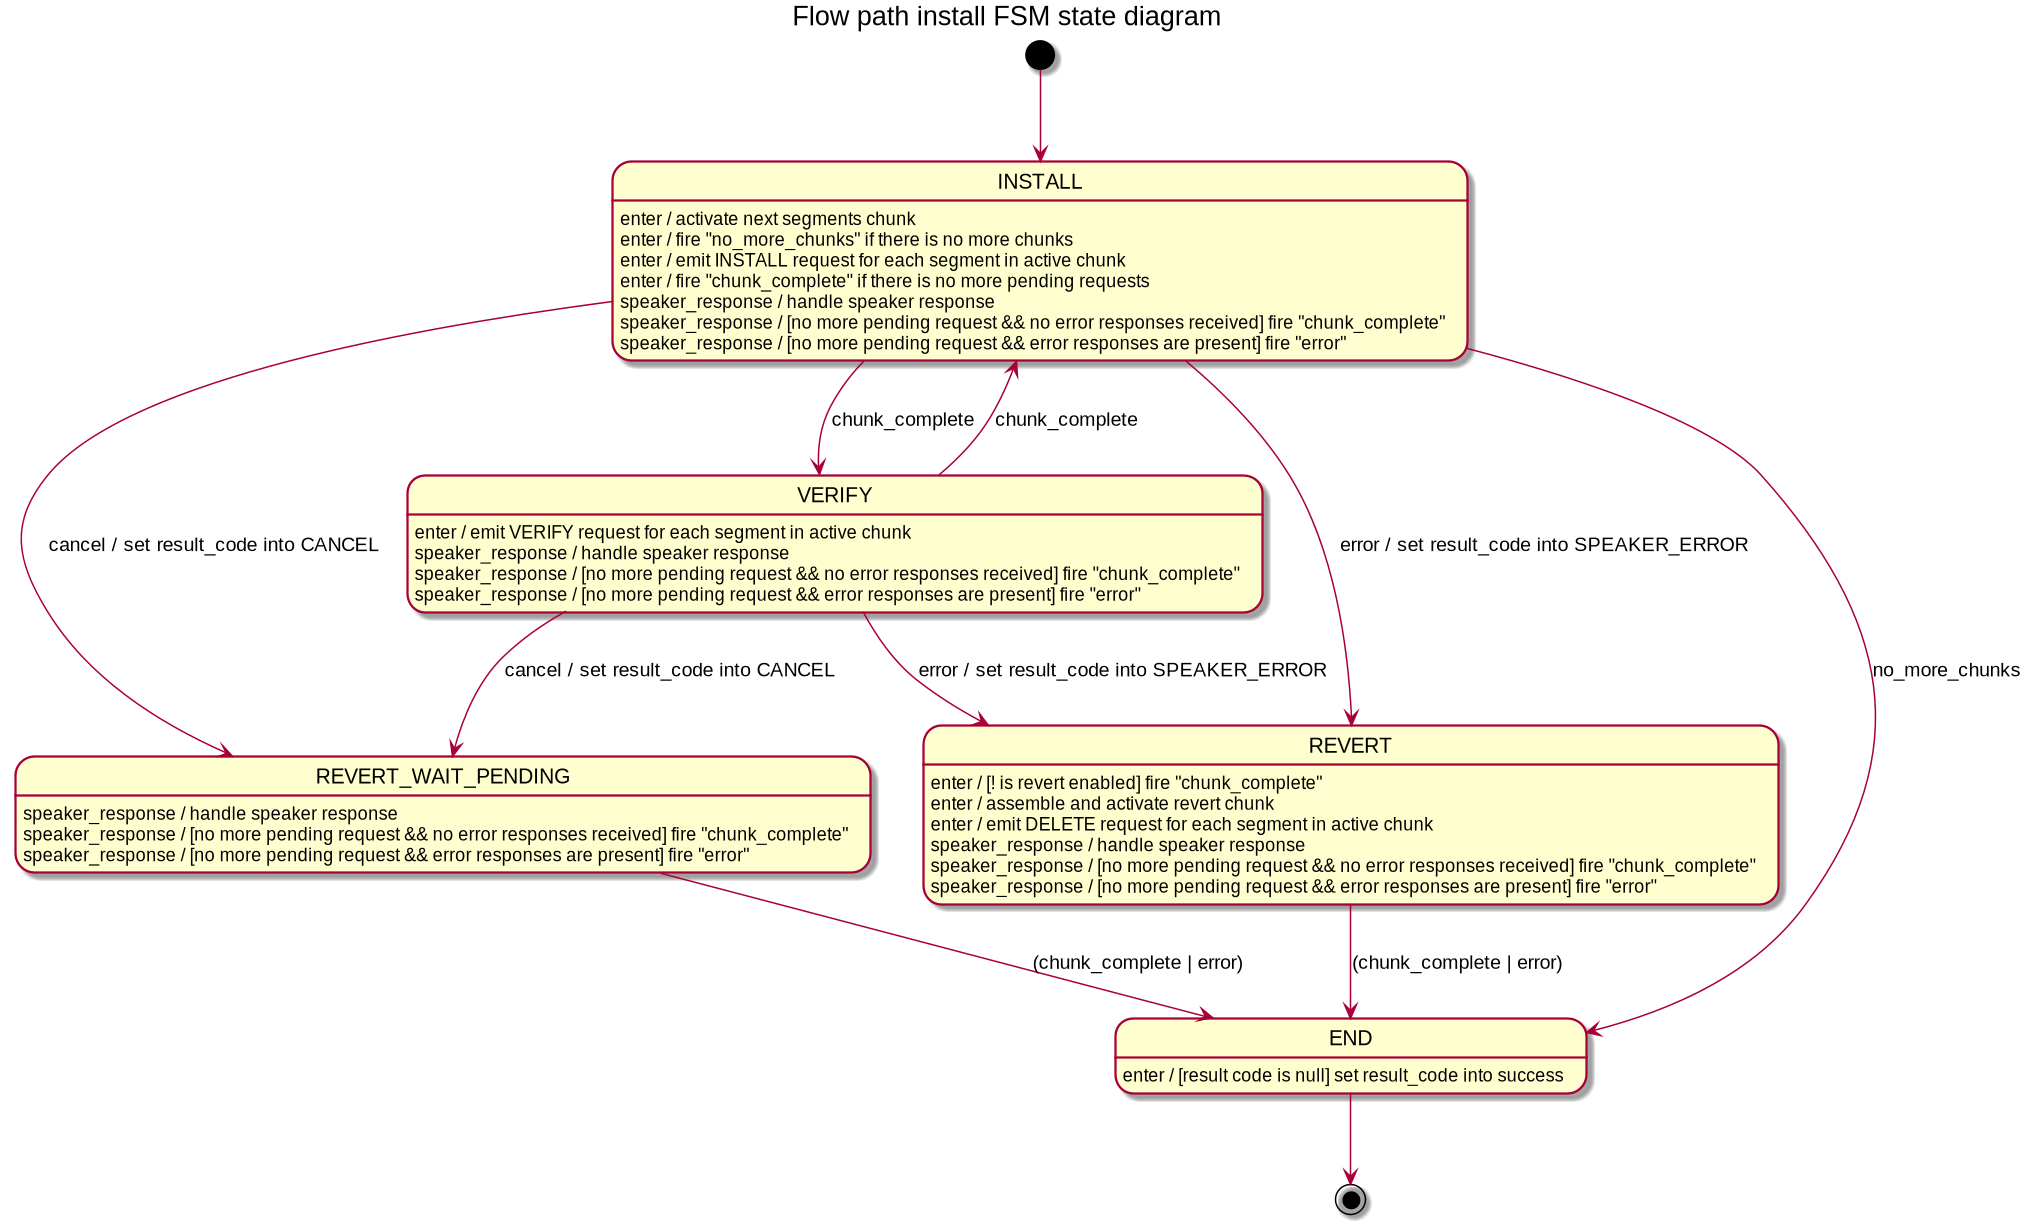 Flow path install FSM state diagram
INSTALL
enter / activate next segments chunk
enter / fire "no_more_chunks" if there is no more chunks
enter / emit INSTALL request for each segment in active chunk
enter / fire "chunk_complete" if there is no more pending requests
speaker_response / handle speaker response
speaker_response / [no more pending request && no error responses received] fire "chunk_complete"
speaker_response / [no more pending request && error responses are present] fire "error"
chunk_complete
chunk_complete
VERIFY
enter / emit VERIFY request for each segment in active chunk
speaker_response / handle speaker response
speaker_response / [no more pending request && no error responses received] fire "chunk_complete"
speaker_response / [no more pending request && error responses are present] fire "error"
cancel / set result_code into CANCEL
error / set result_code into SPEAKER_ERROR
cancel / set result_code into CANCEL
error / set result_code into SPEAKER_ERROR
no_more_chunks
REVERT_WAIT_PENDING
speaker_response / handle speaker response
speaker_response / [no more pending request && no error responses received] fire "chunk_complete"
speaker_response / [no more pending request && error responses are present] fire "error"
REVERT
enter / [! is revert enabled] fire "chunk_complete"
enter / assemble and activate revert chunk
enter / emit DELETE request for each segment in active chunk
speaker_response / handle speaker response
speaker_response / [no more pending request && no error responses received] fire "chunk_complete"
speaker_response / [no more pending request && error responses are present] fire "error"
(chunk_complete | error)
(chunk_complete | error)
END
enter / [result code is null] set result_code into success